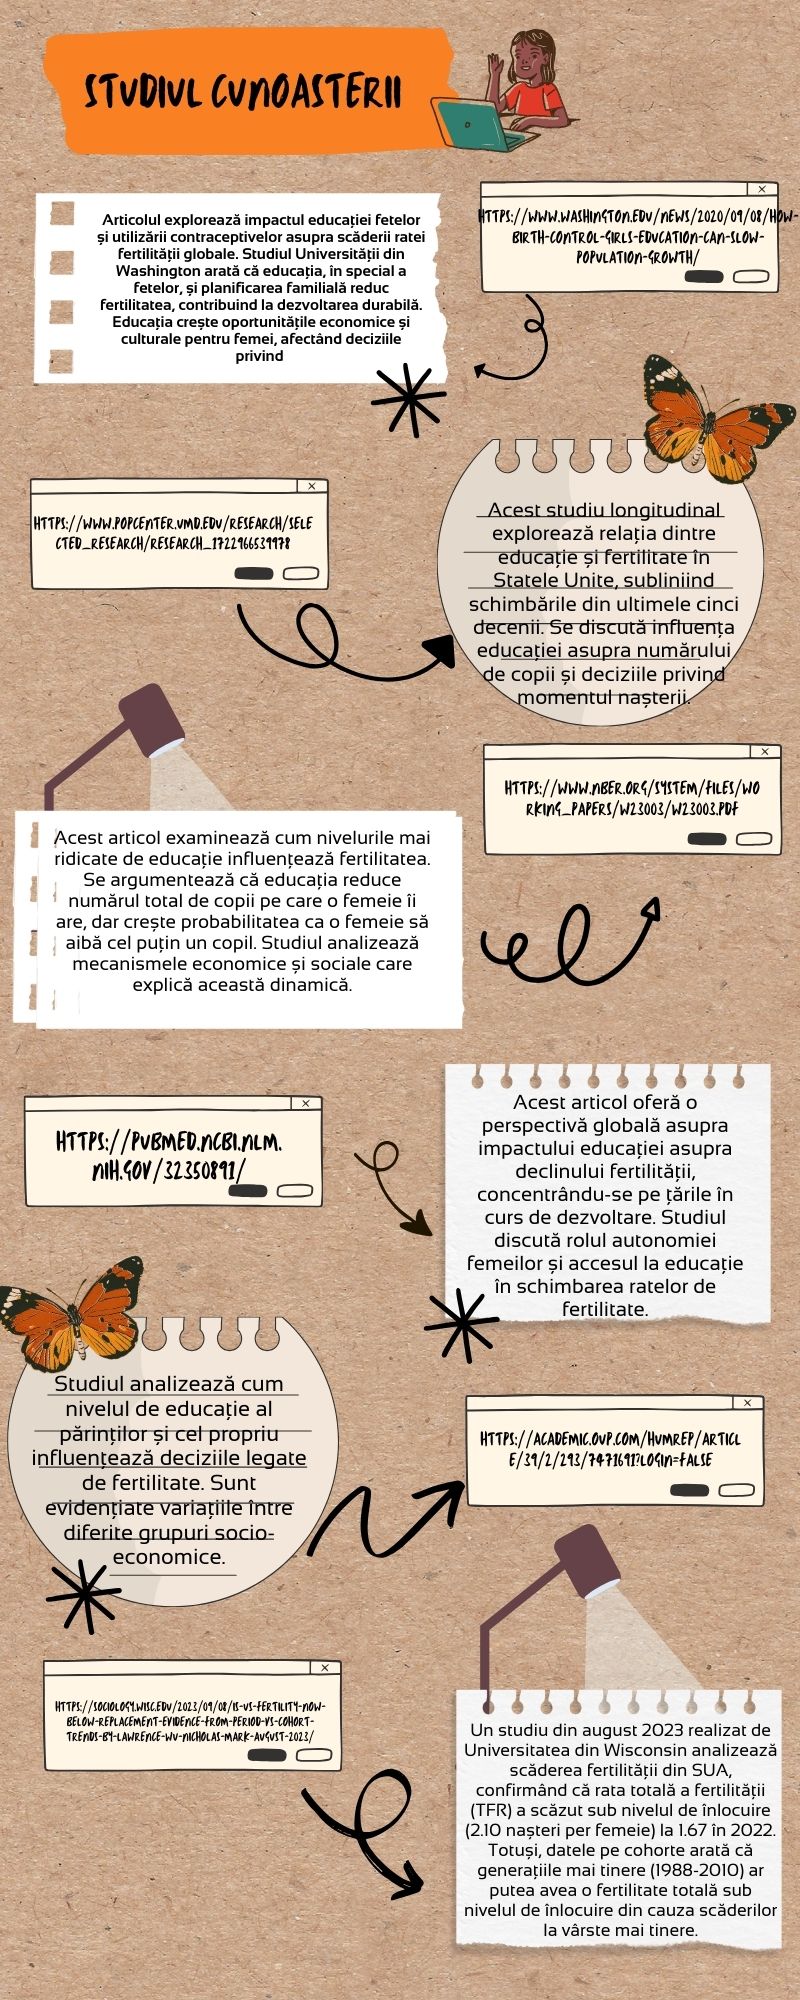 STUDIUL CUNOASTERII
Articolul explorează impactul educației fetelor
și utilizării contraceptivelor asupra scăderii ratei
fertilității globale. Studiul Universității din
Washington arată că educația, în special a
fetelor, și planificarea familială reduc
fertilitatea, contribuind la dezvoltarea durabilă.
Educația crește oportunitățile economice și
culturale pentru femei, afectând deciziile
privind
HTTPS://WWW.WASHINGTON.EDU/NEWS/2020/09/08/HOW-
BIRTH-CONTROL-GIRLS-EDUCATION-CAN-SLOW-
POPULATION-GROWTH/
HTTPS://WWW.POPCENTER.UMD.EDU/RESEARCH/SELE
CTED_RESEARCH/RESEARCH_1722966539978
Acest studiu longitudinal
explorează relația dintre
educație și fertilitate în
Statele Unite, subliniind
schimbările din ultimele cinci
decenii. Se discută influența
educației asupra numărului
de copii și deciziile privind
momentul nașterii.
HTTPS://WWW.NBER.ORG/SYSTEM/FILES/WO
RKING_PAPERS/W23003/W23003.PDF
Acest articol examinează cum nivelurile mai
ridicate de educație influențează fertilitatea.
Se argumentează că educația reduce
numărul total de copii pe care o femeie îi
are, dar crește probabilitatea ca o femeie să
aibă cel puțin un copil. Studiul analizează
mecanismele economice și sociale care
explică această dinamică.
HTTPS://PUBMED.NCBI.NLM.
NIH.GOV/32350891/
Acest articol oferă o
perspectivă globală asupra
impactului educației asupra
declinului fertilității,
concentrându-se pe țările în
curs de dezvoltare. Studiul
discută rolul autonomiei
femeilor și accesul la educație
în schimbarea ratelor de
fertilitate.
Studiul analizează cum
nivelul de educație al
părinților și cel propriu
influențează deciziile legate
de fertilitate. Sunt
evidențiate variațiile între
diferite grupuri socio-
economice.
HTTPS://ACADEMIC.OUP.COM/HUMREP/ARTICL
E/39/2/293/7471691?LOGIN=FALSE
HTTPS://SOCIOLOGY.WISC.EDU/2023/09/08/IS-US-FERTILITY-NOW-
BELOW-REPLACEMENT-EVIDENCE-FROM-PERIOD-VS-COHORT-
TRENDS-BY-LAWRENCE-WU-NICHOLAS-MARK-AUGUST-2023/
Un studiu din august 2023 realizat de
Universitatea din Wisconsin analizează
scăderea fertilității din SUA,
confirmând că rata totală a fertilității
(TFR) a scăzut sub nivelul de înlocuire
(2.10 nașteri per femeie) la 1.67 în 2022.
Totuși, datele pe cohorte arată că
generațiile mai tinere (1988-2010) ar
putea avea o fertilitate totală sub
nivelul de înlocuire din cauza scăderilor
la vârste mai tinere.